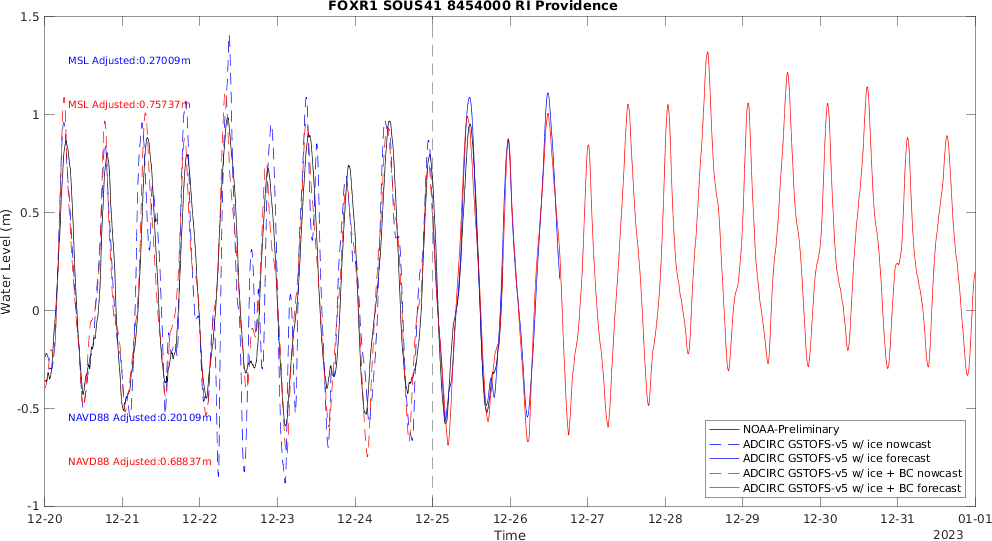 FOXR1 SOUS41 8454000 RI Providence
1.5
MSL Adjusted:0.27009m
MSL Adjusted:0.75737m
1
0.5
Water Level (m)
0
-0.5
NAVD88 Adjusted:0.20109m
NAVD88 Adjusted:0.68837m
NOAA-Preliminary
ADCIRC GSTOFS-v5 w/ ice nowcast
ADCIRC GSTOFS-v5 w/ ice forecast
ADCIRC GSTOFS-v5 w/ ice + BC nowcast
ADCIRC GSTOFS-v5 w/ ice + BC forecast
-1
12-20 12-21 12-22 12-23 12-24 12-25 12-26 12-27 12-28 12-29 12-30 12-31 01-01
Time
2023